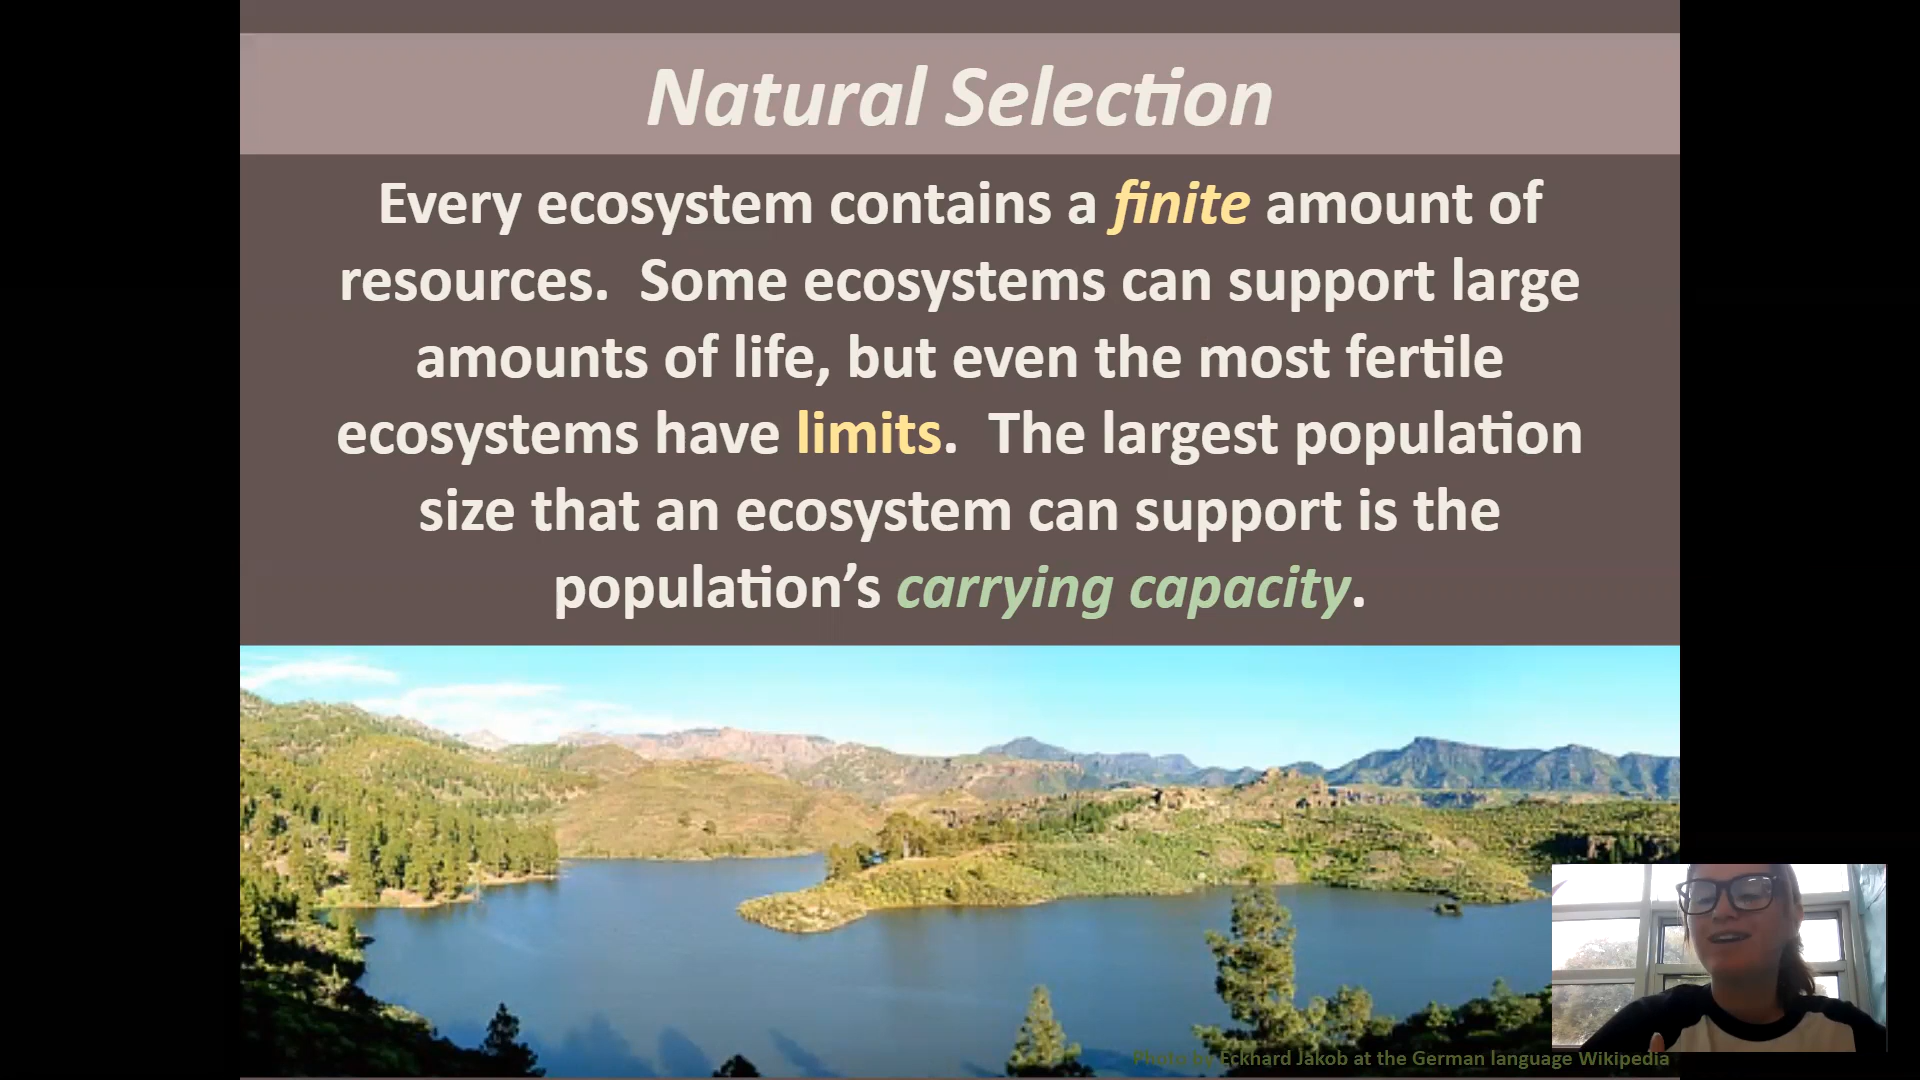 Natural Selection
Every ecosystem contains a finite amount of
resources.  Some ecosystems can support large
amounts of life, but even the most fertile
ecosystems have limits.  The largest population
size that an ecosystem can support is the
population’s carrying capacity.
Photo by Eckhard Jakob at the German language Wikipedia